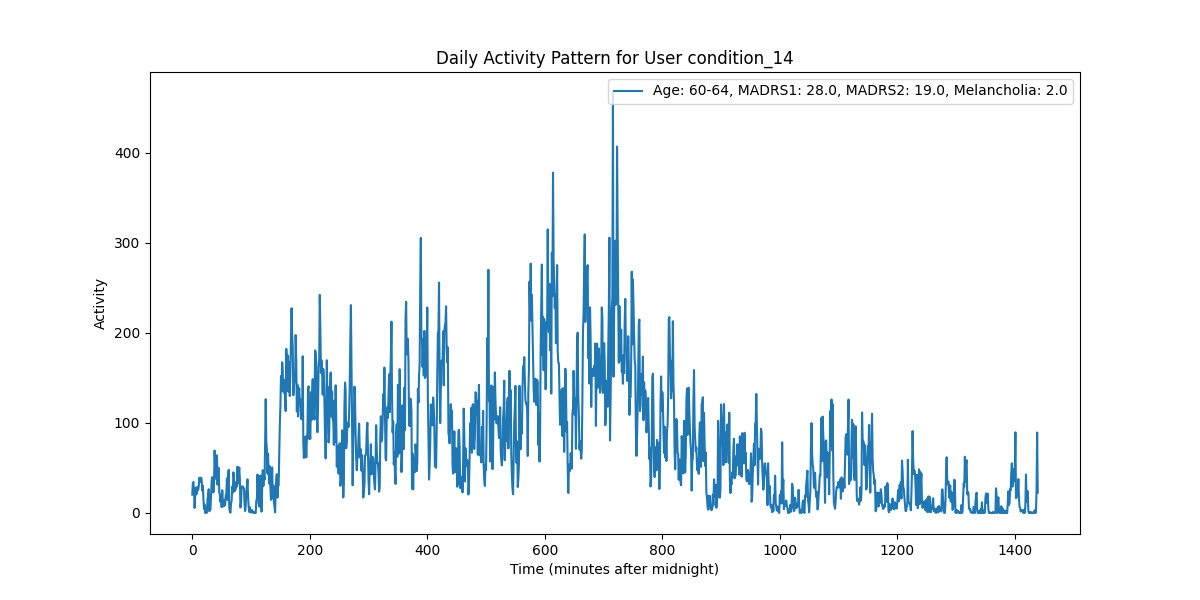 Daily Activity Pattern for User condition_14
Age: 60-64, MADRS1: 28.0, MADRS2: 19.0, Melancholia: 2.0
Activity
400
300
200
100
0
0 200 400 600 800 1000 1200 1400
Time (minutes after midnight)